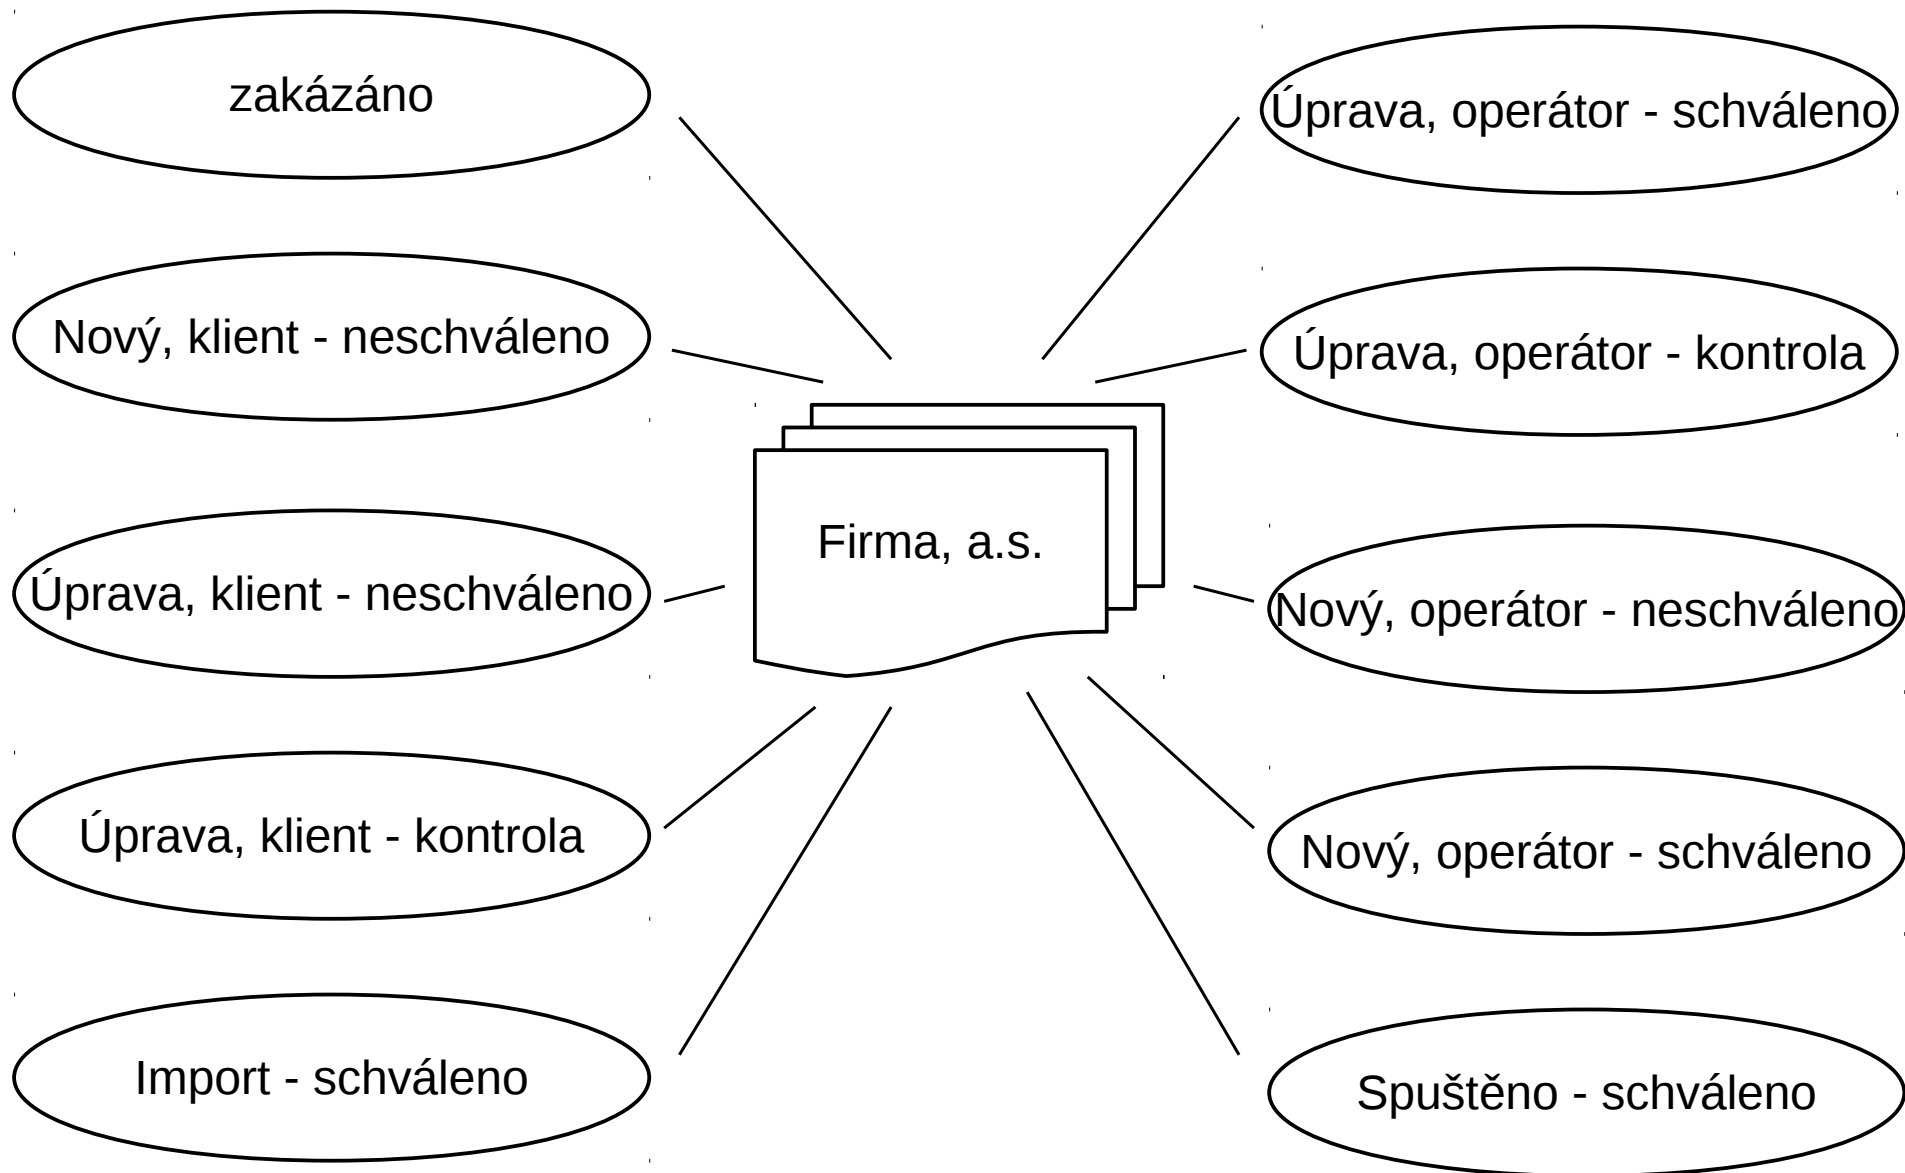 zakázáno
Nový, klient - neschváleno
Úprava, klient - neschváleno
Úprava, klient - kontrola
Import - schváleno
Firma, a.s.
Úprava, operátor - schváleno
Úprava, operátor - kontrola
Nový, operátor - neschváleno
Nový, operátor - schváleno
Spuštěno - schváleno